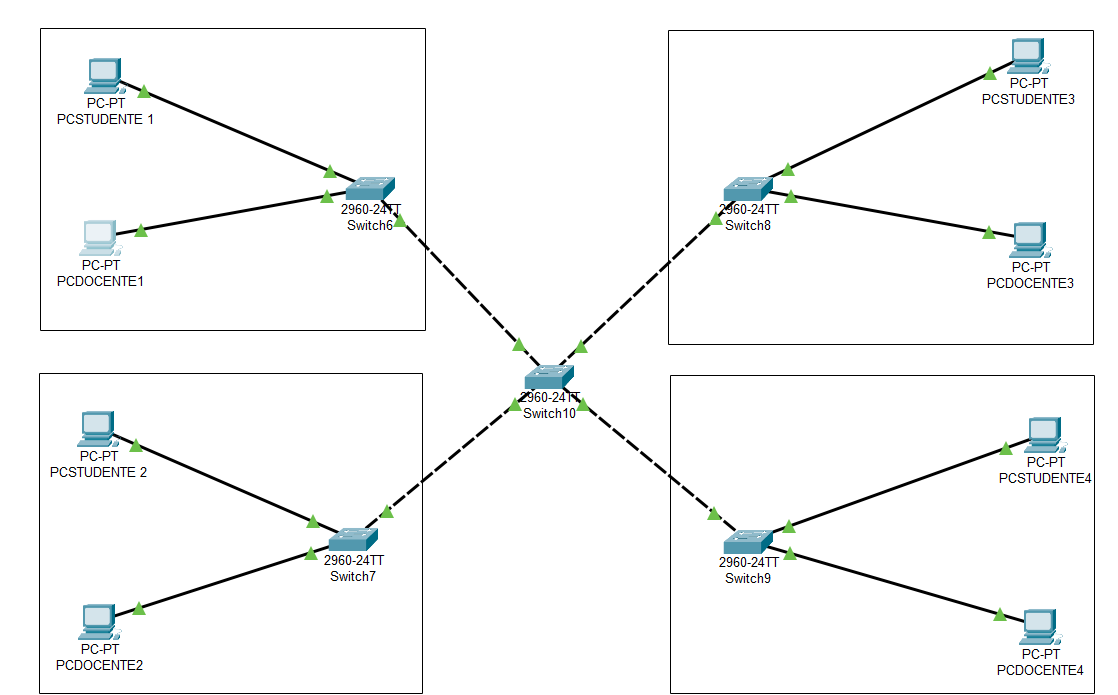 PC-PT
PCSTUDENTE 1
PC-PT
PCDOCENTE1
2960-24TT
Switch6
PC-PT
PCSTUDENTE3
2960-24TT
Switch8
PC-PT
PCDOCENTE3
2960-24TT
Switch10
PC-PT
PCSTUDENTE 2
2960-24TT
Switch7
PC-PT
PCDOCENTE2
PC-PT
PCSTUDENTE4
2960-24TT
Switch9
PC-PT
PCDOCENTE4